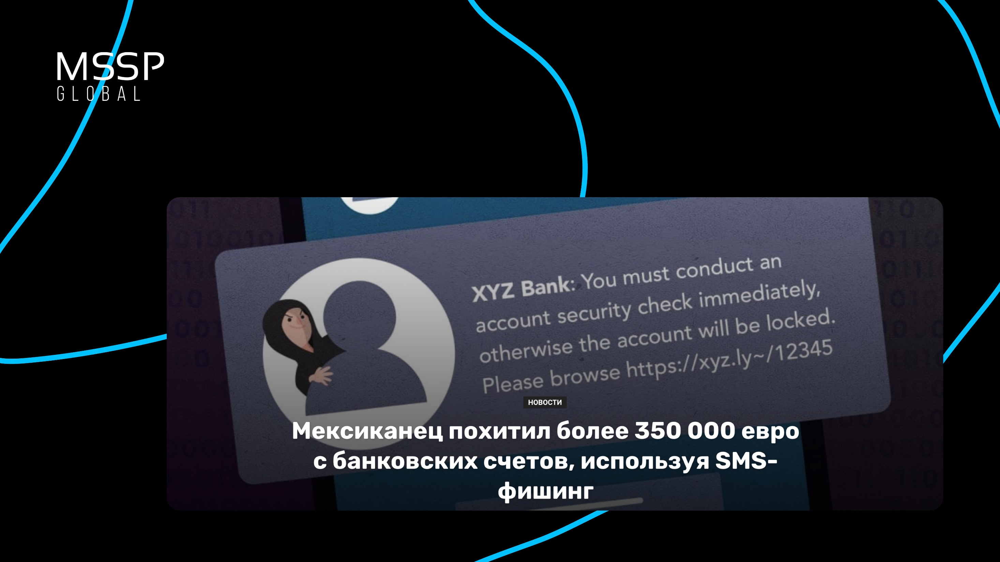 MSSP
GLOBAL
XYZ Bank: You must conduct an
account security check immediately,
otherwise the account will be locked.
Please browse https://xyz.ly~/12345
НОВОСТИ
Мексиканец похитил более 350 000 евро
с банковских счетов, используя SMS-
фишинг